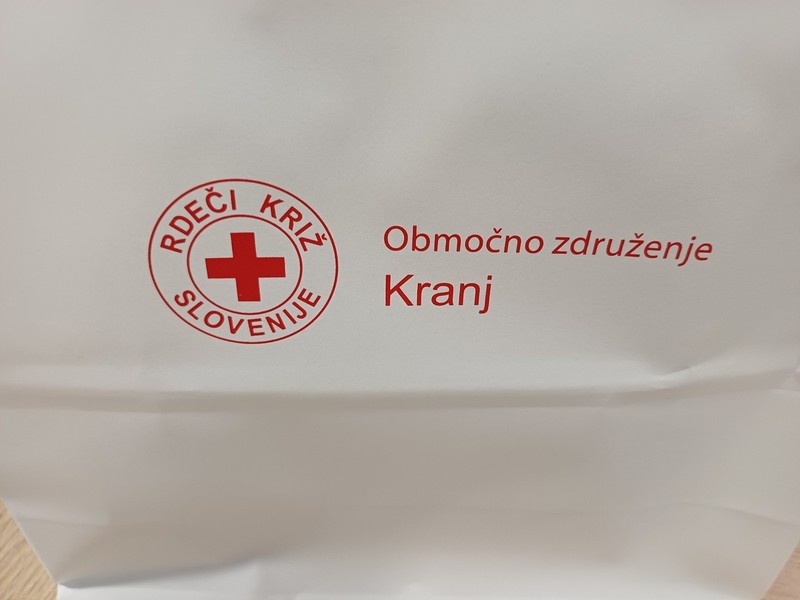 RDEČI KRIŽ
SLOVENIJE
Območno združenje
Kranj